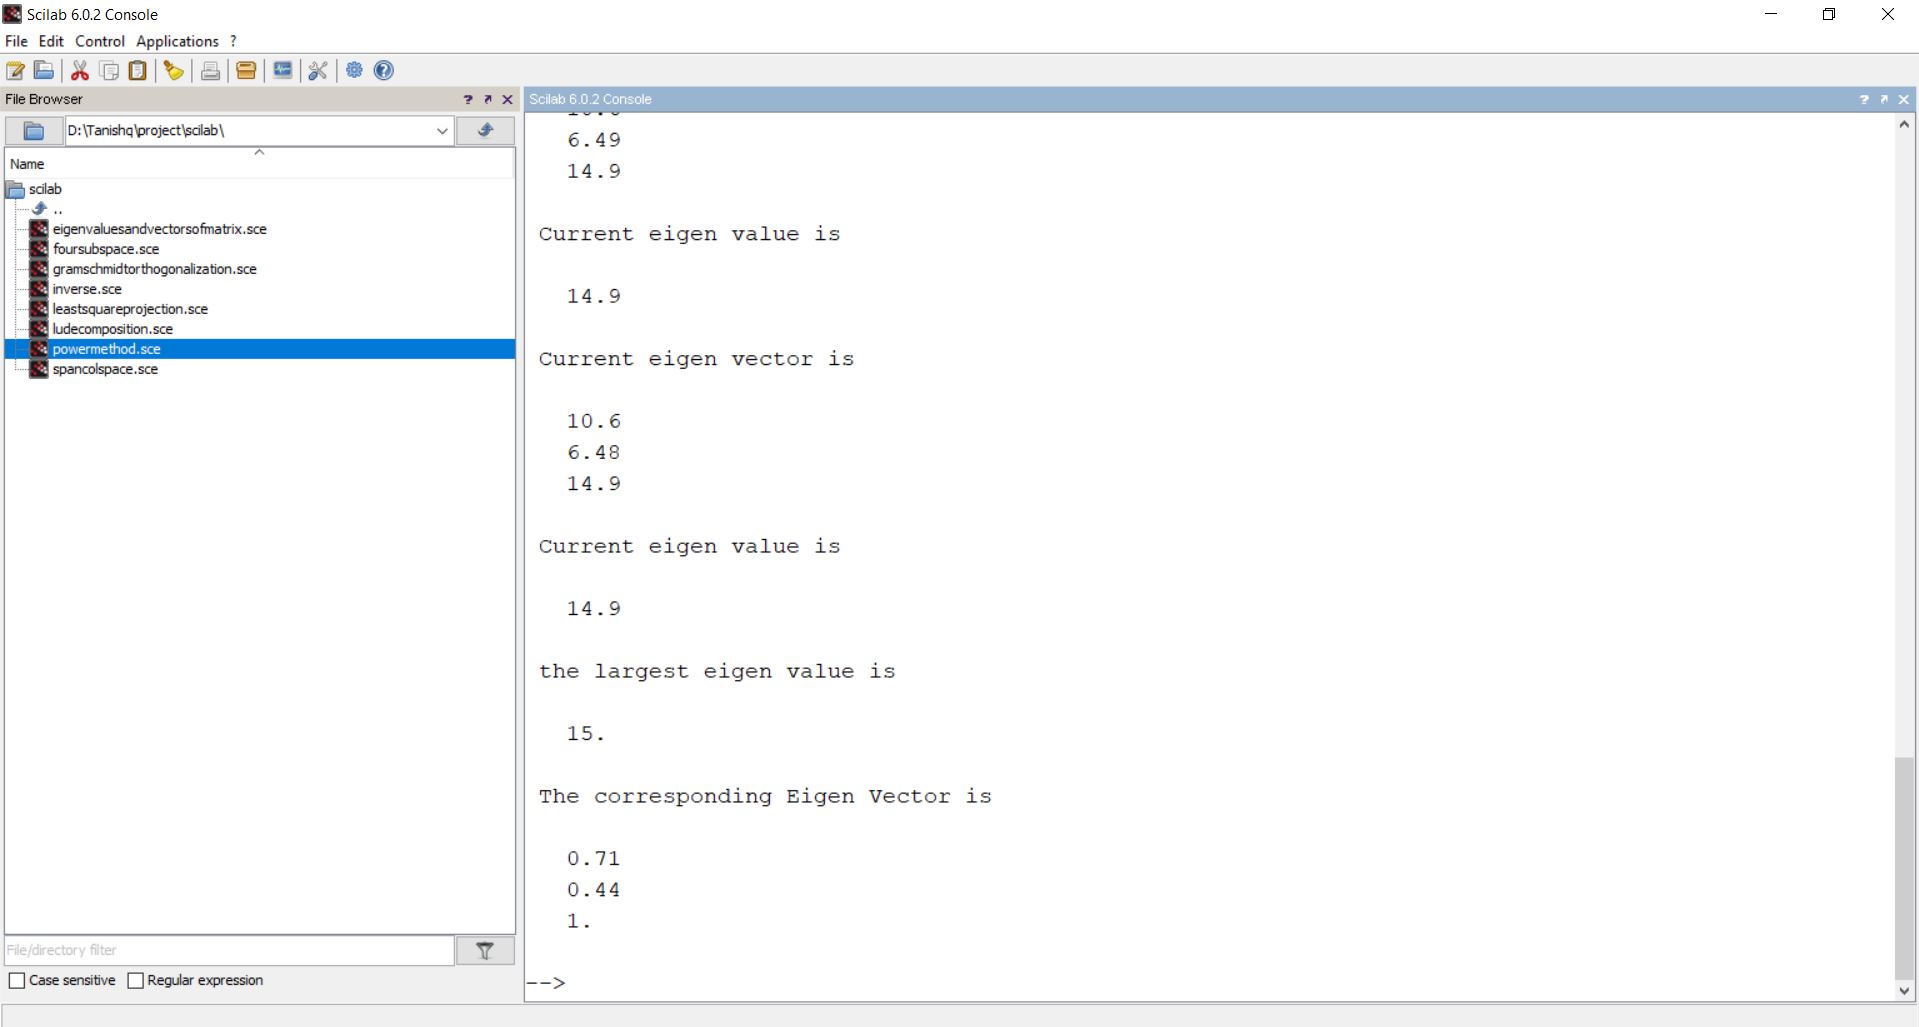 Scilab 6.0.2 Console
File Edit Control Applications ?
File Browser
D:\Tanishq\project\scilab\
Name
scilab
..
eigenvaluesandvectorsofmatrix.sce
foursubspace.sce
gramschmidtorthogonalization.sce
inverse.sce
leastsquareprojection.sce
ludecomposition.sce
powermethod.sce
spancolspace.sce
File/directory filter
Case sensitive Regular expression
Scilab 6.0.2 Console
6.49
14.9
Current eigen value is
14.9
Current eigen vector is
10.6
6.48
14.9
Current eigen value is
14.9
the largest eigen value is
15.
The corresponding Eigen Vector is
0.71
0.44
1.
-->